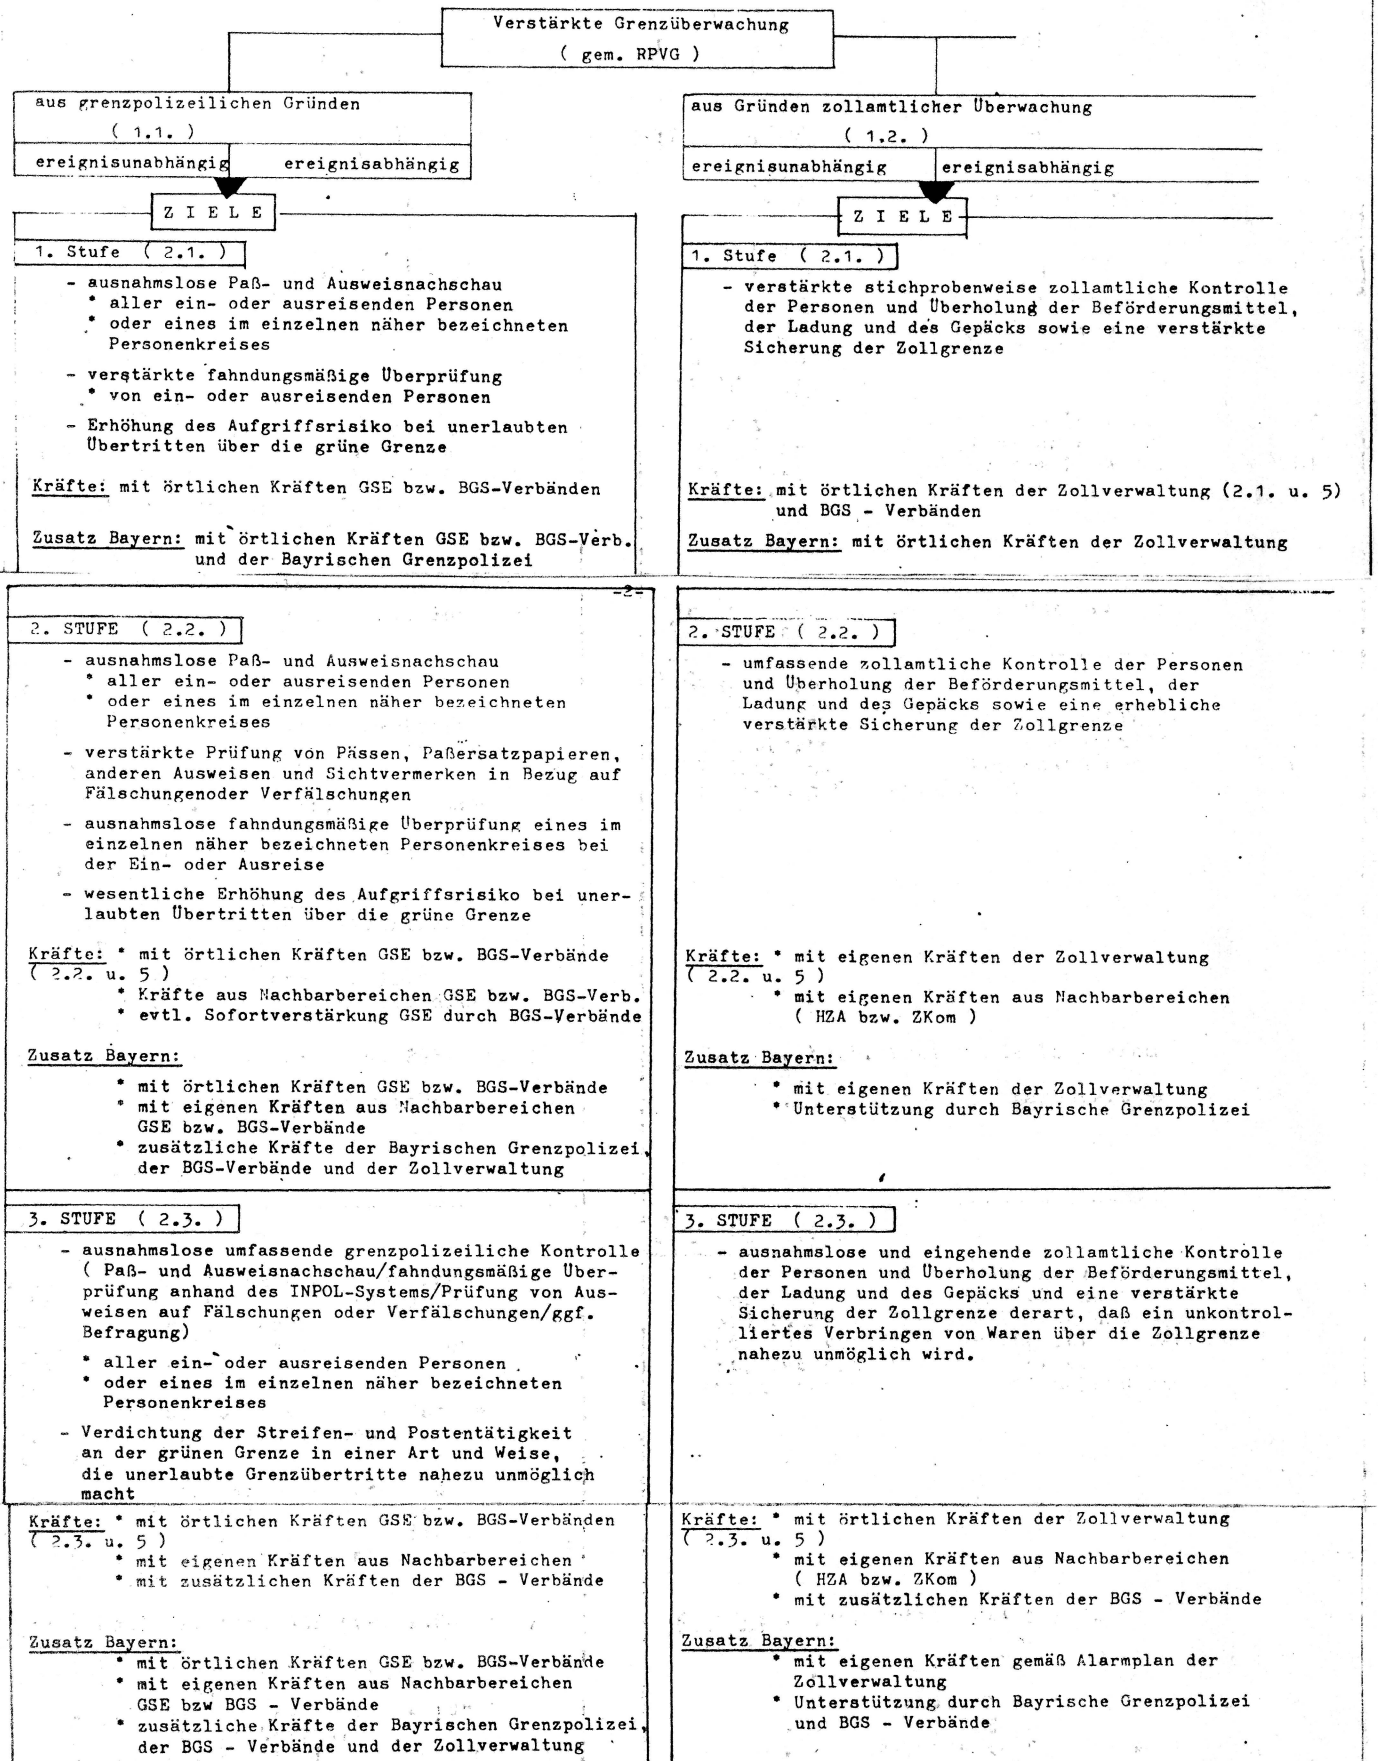 Verstärkte Grenzüberwachung
( gem. RPVG )
aus grenzpolizeilichen Gründen
( 1.1. )
ereignisunabhängig
ereignisabhängig
Z I E L E
1. Stufe ( 2.1. )
- ausnahmslose Paß- und Ausweisnachschau
* aller ein- oder ausreisenden Personen
* oder eines im einzelnen näher bezeichneten
Personenkreises
- verstärkte fahndungsmäßige Überprüfung
* von ein- oder ausreisenden Personen
- Erhöhung des Aufgriffsrisiko bei unerlaubten
Übertritten über die grüne Grenze
Kräfte: mit örtlichen Kräften GSE bzw. BGS-Verbänden
Zusatz Bayern: mit örtlichen Kräften GSE bzw. BGS-Verb.
und der Bayrischen Grenzpolizei
aus Gründen zollamtlicher Überwachung
( 1.2. )
ereignisunabhängig
ereignisabhängig
Z I E L E
1. Stufe ( 2.1. )
- verstärkte stichprobenweise zollamtliche Kontrolle
der Personen und Überholung der Beförderungsmittel,
der Ladung und des Gepäcks sowie eine verstärkte
Sicherung der Zollgrenze
Kräfte: mit örtlichen Kräften der Zollverwaltung (2.1. u. 5)
und BGS - Verbänden
Zusatz Bayern: mit örtlichen Kräften der Zollverwaltung
-2-
2. STUFE ( 2.2. )
- ausnahmslose Paß- und Ausweisnachschau
* aller ein- oder ausreisenden Personen
* oder eines im einzelnen näher bezeichneten
Personenkreises
- verstärkte Prüfung von Pässen, Paßersatzpapieren,
anderen Ausweisen und Sichtvermerken in Bezug auf
Fälschungenoder Verfälschungen
- ausnahmslose fahndungsmäßige Überprüfung eines im
einzelnen näher bezeichneten Personenkreises bei
der Ein- oder Ausreise
- wesentliche Erhöhung des Aufgriffsrisiko bei uner-
laubten Übertritten über die grüne Grenze
Kräfte: * mit örtlichen Kräften GSE bzw. BGS-Verbände
( 2.2. u. 5 )
* Kräfte aus Nachbarbereichen GSE bzw. BGS-Verb.
* evtl. Sofortverstärkung GSE durch BGS-Verbände
Zusatz Bayern:
* mit örtlichen Kräften GSE bzw. BGS-Verbände
* mit eigenen Kräften aus Nachbarbereichen
GSE bzw. BGS-Verbände
* zusätzliche Kräfte der Bayrischen Grenzpolizei,
der BGS-Verbände und der Zollverwaltung
2. STUFE ( 2.2. )
- umfassende zollamtliche Kontrolle der Personen
und Überholung der Beförderungsmittel, der
Ladung und des Gepäcks sowie eine erhebliche
verstärkte Sicherung der Zollgrenze
Kräfte: * mit eigenen Kräften der Zollverwaltung
( 2.2. u. 5 )
* mit eigenen Kräften aus Nachbarbereichen
( HZA bzw. ZKom )
Zusatz Bayern:
* mit eigenen Kräften der Zollverwaltung
* Unterstützung durch Bayrische Grenzpolizei
3. STUFE ( 2.3. )
- ausnahmslose umfassende grenzpolizeiliche Kontrolle
( Paß- und Ausweisnachschau/fahndungsmäßige Über-
prüfung anhand des INPOL-Systems/Prüfung von Aus-
weisen auf Fälschungen oder Verfälschungen/ggf.
Befragung)
* aller ein- oder ausreisenden Personen
* oder eines im einzelnen näher bezeichneten
Personenkreises
- Verdichtung der Streifen- und Postentätigkeit
an der grünen Grenze in einer Art und Weise,
die unerlaubte Grenzübertritte nahezu unmöglich
macht
Kräfte: * mit örtlichen Kräften GSE bzw. BGS-Verbänden
( 2.3. u. 5 )
* mit eigenen Kräften aus Nachbarbereichen
* mit zusätzlichen Kräften der BGS - Verbände
Zusatz Bayern:
* mit örtlichen Kräften GSE bzw. BGS-Verbände
* mit eigenen Kräften aus Nachbarbereichen
GSE bzw BGS - Verbände
* zusätzliche Kräfte der Bayrischen Grenzpolizei,
der BGS - Verbände und der Zollverwaltung
3. STUFE ( 2.3. )
- ausnahmslose und eingehende zollamtliche Kontrolle
der Personen und Überholung der Beförderungsmittel,
der Ladung und des Gepäcks und eine verstärkte
Sicherung der Zollgrenze derart, daß ein unkontrol-
liertes Verbringen von Waren über die Zollgrenze
nahezu unmöglich wird.
Kräfte: * mit örtlichen Kräften der Zollverwaltung
( 2.3. u. 5 )
* mit eigenen Kräften aus Nachbarbereichen
( HZA bzw. ZKom )
* mit zusätzlichen Kräften der BGS - Verbände
Zusatz Bayern:
* mit eigenen Kräften gemäß Alarmplan der
Zollverwaltung
* Unterstützung durch Bayrische Grenzpolizei
und BGS - Verbände